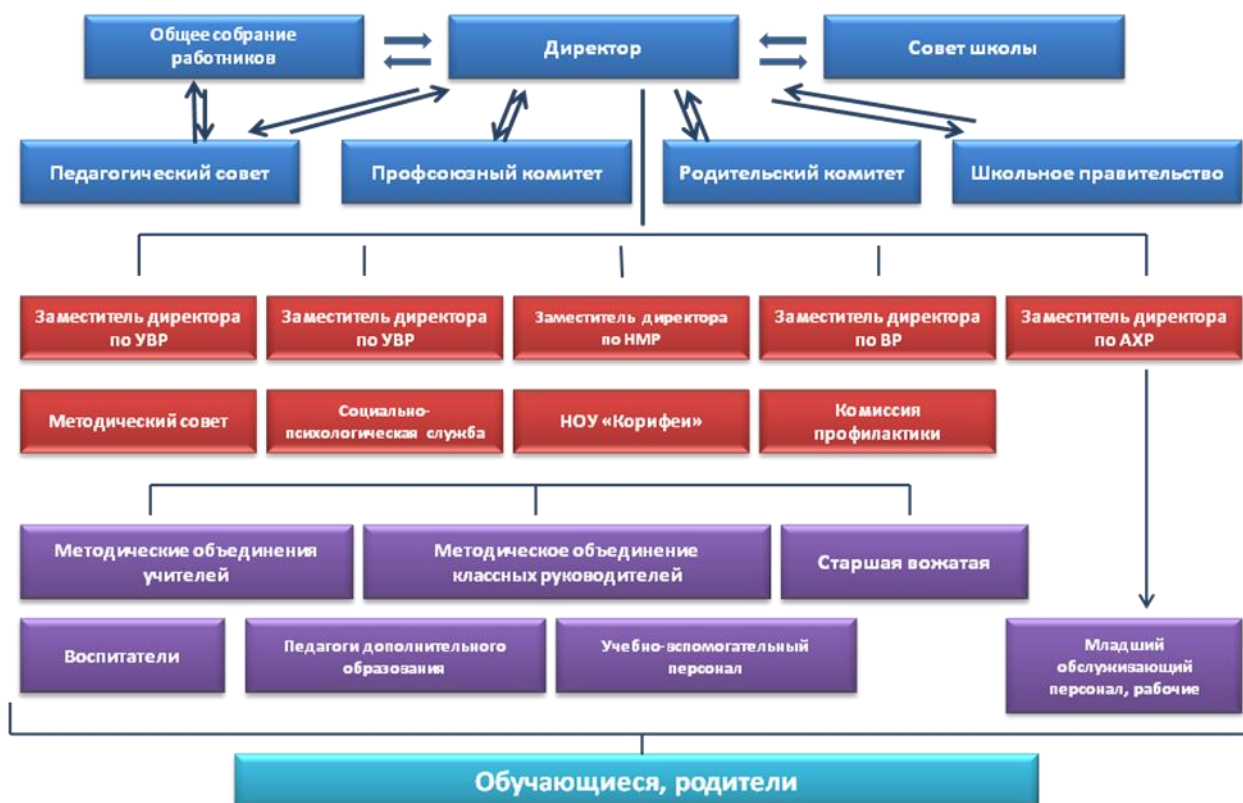 Общее собрание
работников
Директор
Совет школы
Педагогический совет
Профсоюзный комитет
Родительский комитет
Школьное правительство
Заместитель директора
по УВР
Заместитель директора
по УВР
Заместитель директора
по НМР
Заместитель директора
по ВР
Заместитель директора
по АХР
Методический совет
Социально-
психологическая служба
НОУ «Корифеи»
Комиссия
профилактики
Методические объединения
учителей
Методическое объединение
классных руководителей
Старшая вожатая
Воспитатели
Педагоги дополнительного
образования
Учебно-вспомогательный
персонал
Младший
обслуживающий
персонал, рабочие
Обучающиеся, родители